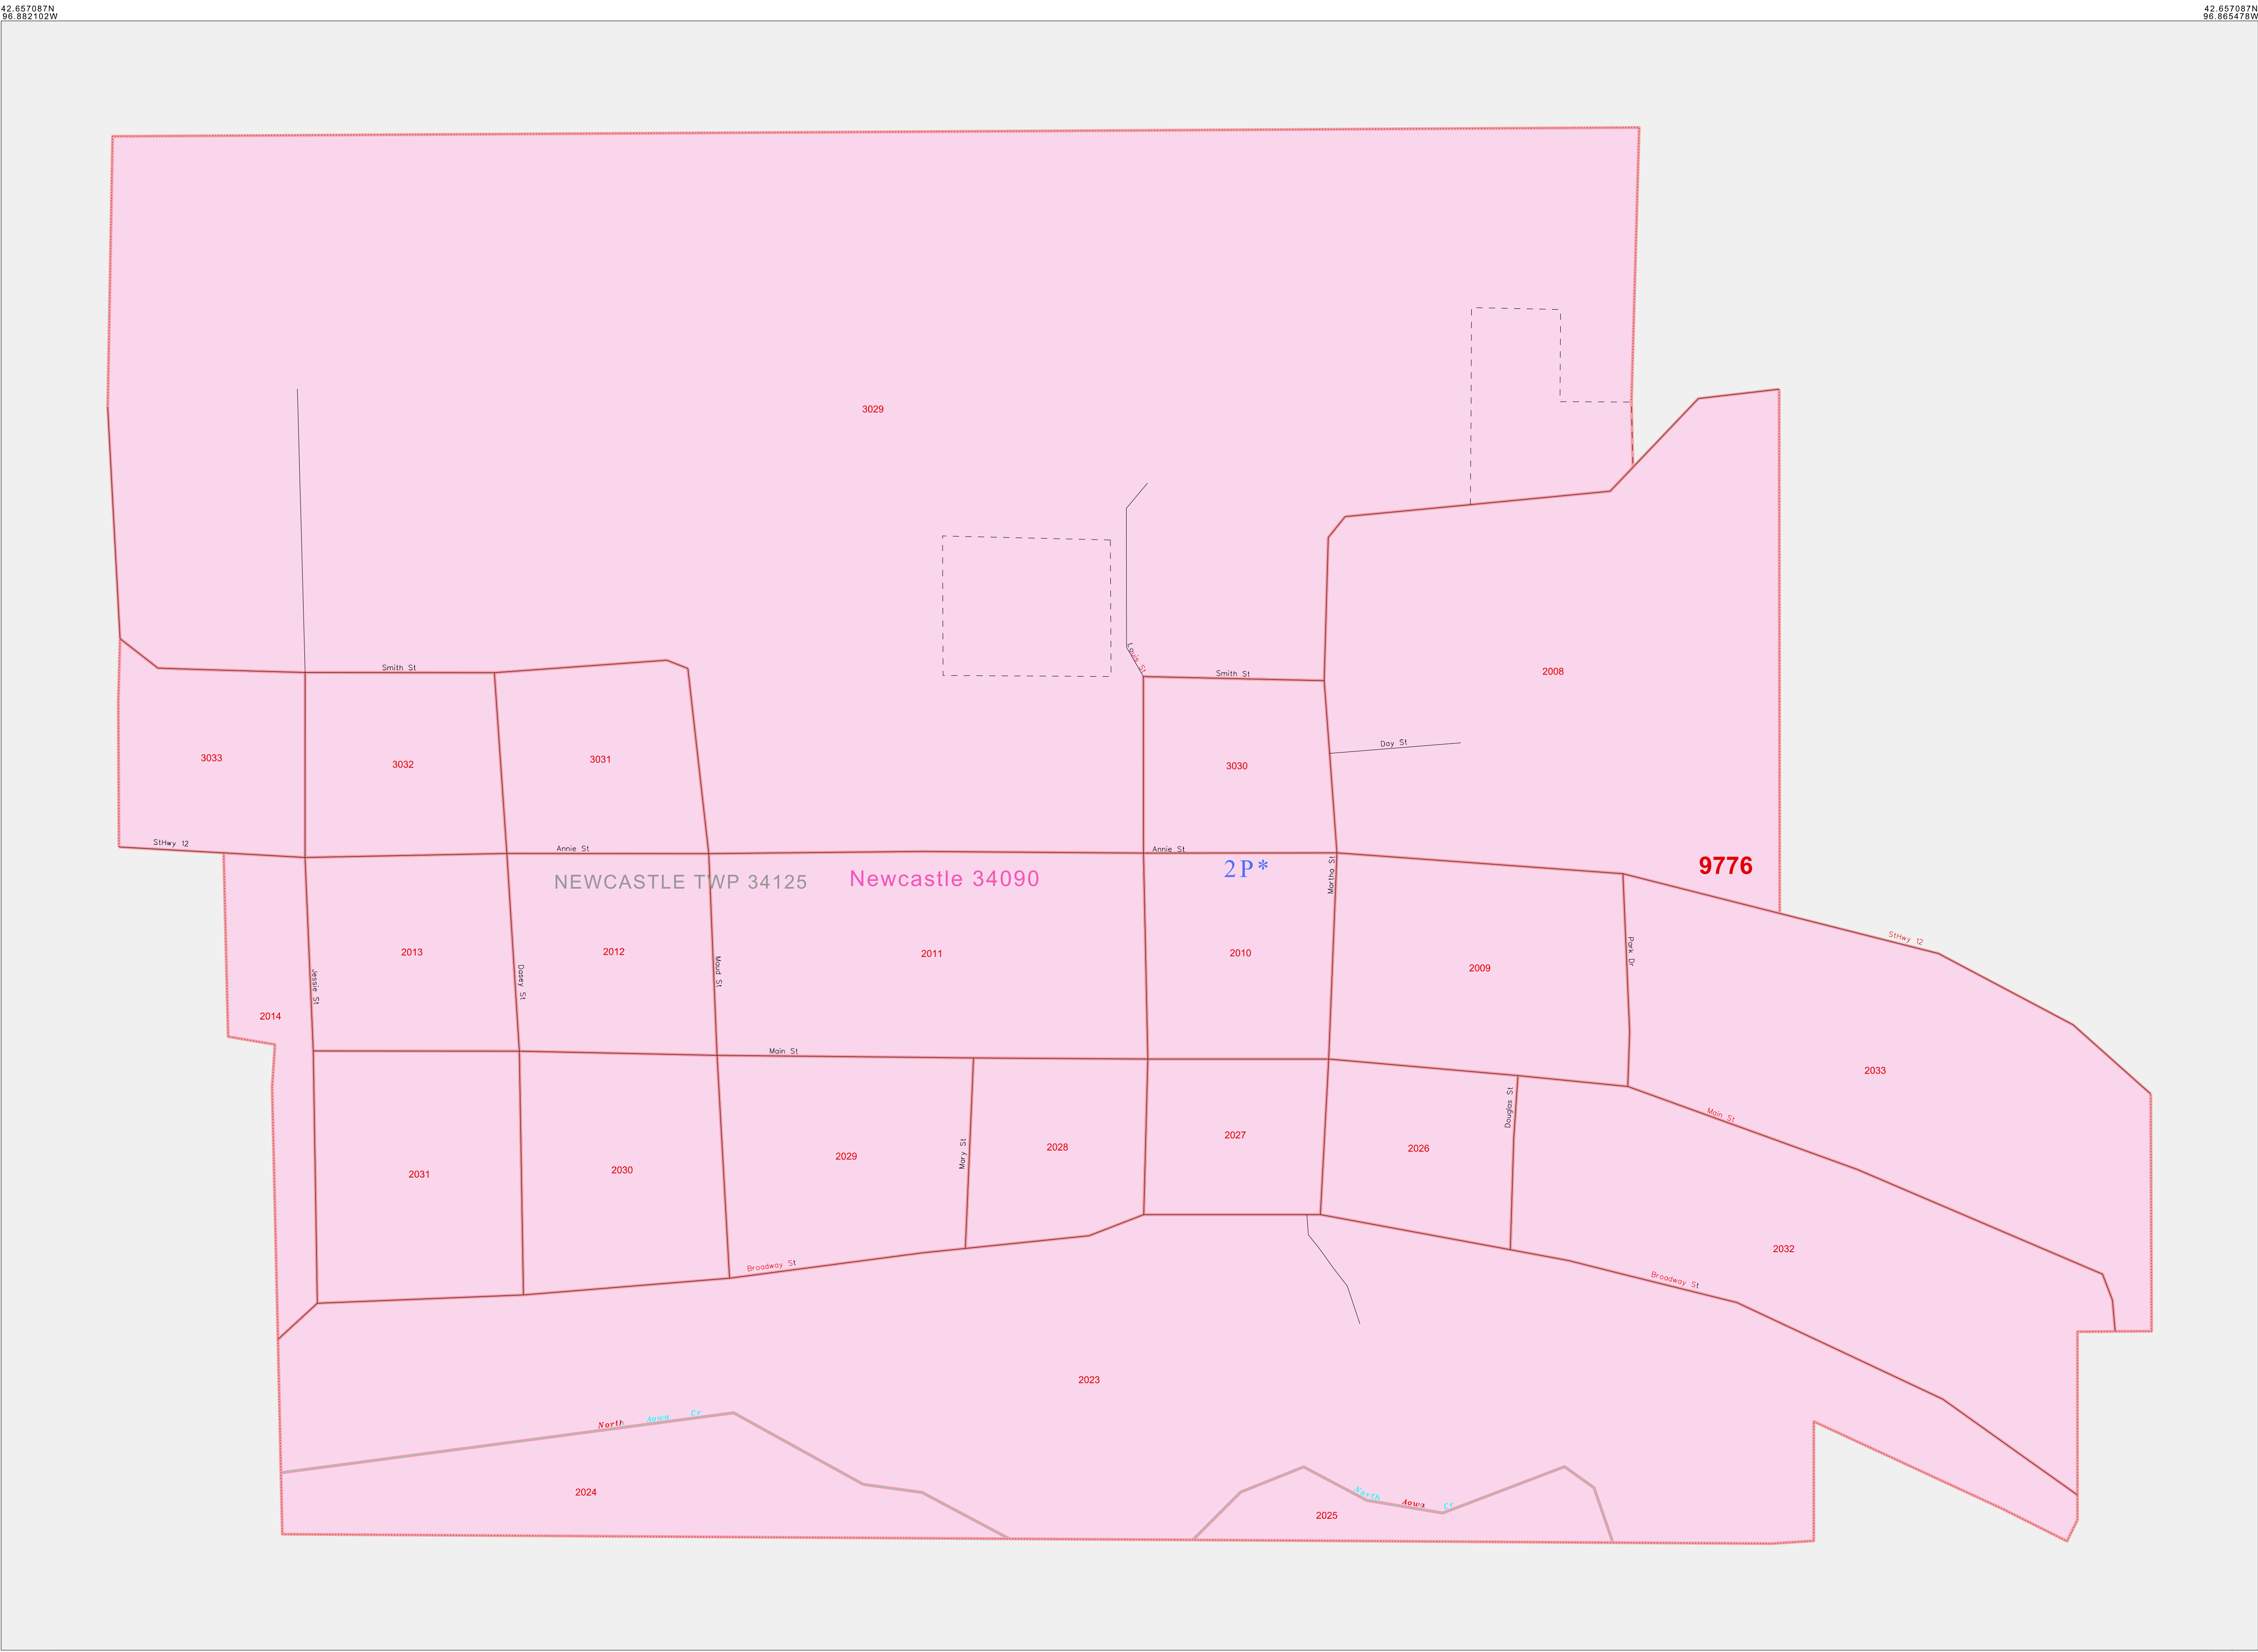 42.657087N
96.882102W
42.657087N
96.865478W
3029
Louis St
Smith St
Smith St
2008
Day St
3033
3032
3031
3030
StHwy 12
Annie St
Annie St
Martha St
NEWCASTLE TWP 34125
Newcastle 34090
2P*
9776
StHwy 12
2013
2012
2011
2010
2009
Park Dr
Jessie St
Dasey St
Maud St
2014
Main St
2033
Main St
Douglas St
2031
2030
2029
Mary St
2028
2027
2026
2032
Broadway St
Broadway St
2023
North Aowa Cr
2024
North Aowa Cr
2025